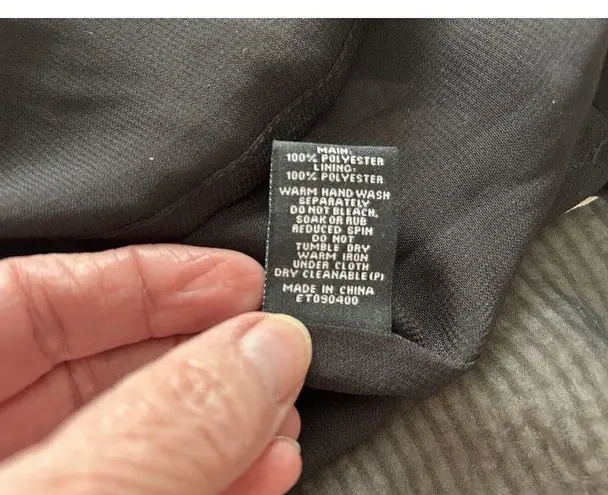 MAIN:
100% POLYESTER
LINING:
100% POLYESTER
WARM HAND WASH
SEPARATELY
DO NOT BLEACH,
SOAK OR RUB
REDUCED SPIN
DO NOT
TUMBLE DRY
WARM IRON
UNDER CLOTH
DRY CLEANABLE(P)
MADE IN CHINA
ET090400